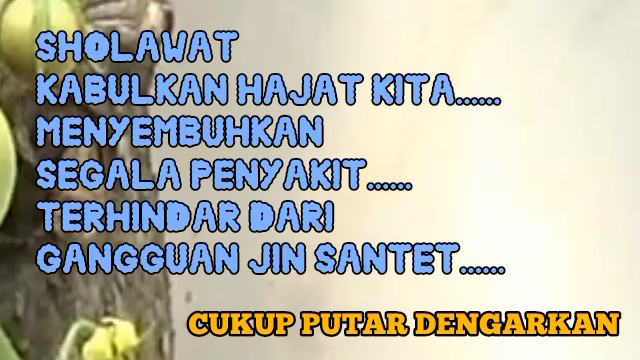 SHOLAWAT
KABULKAN HAJAT KITA......
MENYEMBUHKAN
SEGALA PENYAKIT......
TERHINDAR DARI
GANGGUAN JIN SANTET......
CUKUP PUTAR DENGARKAN